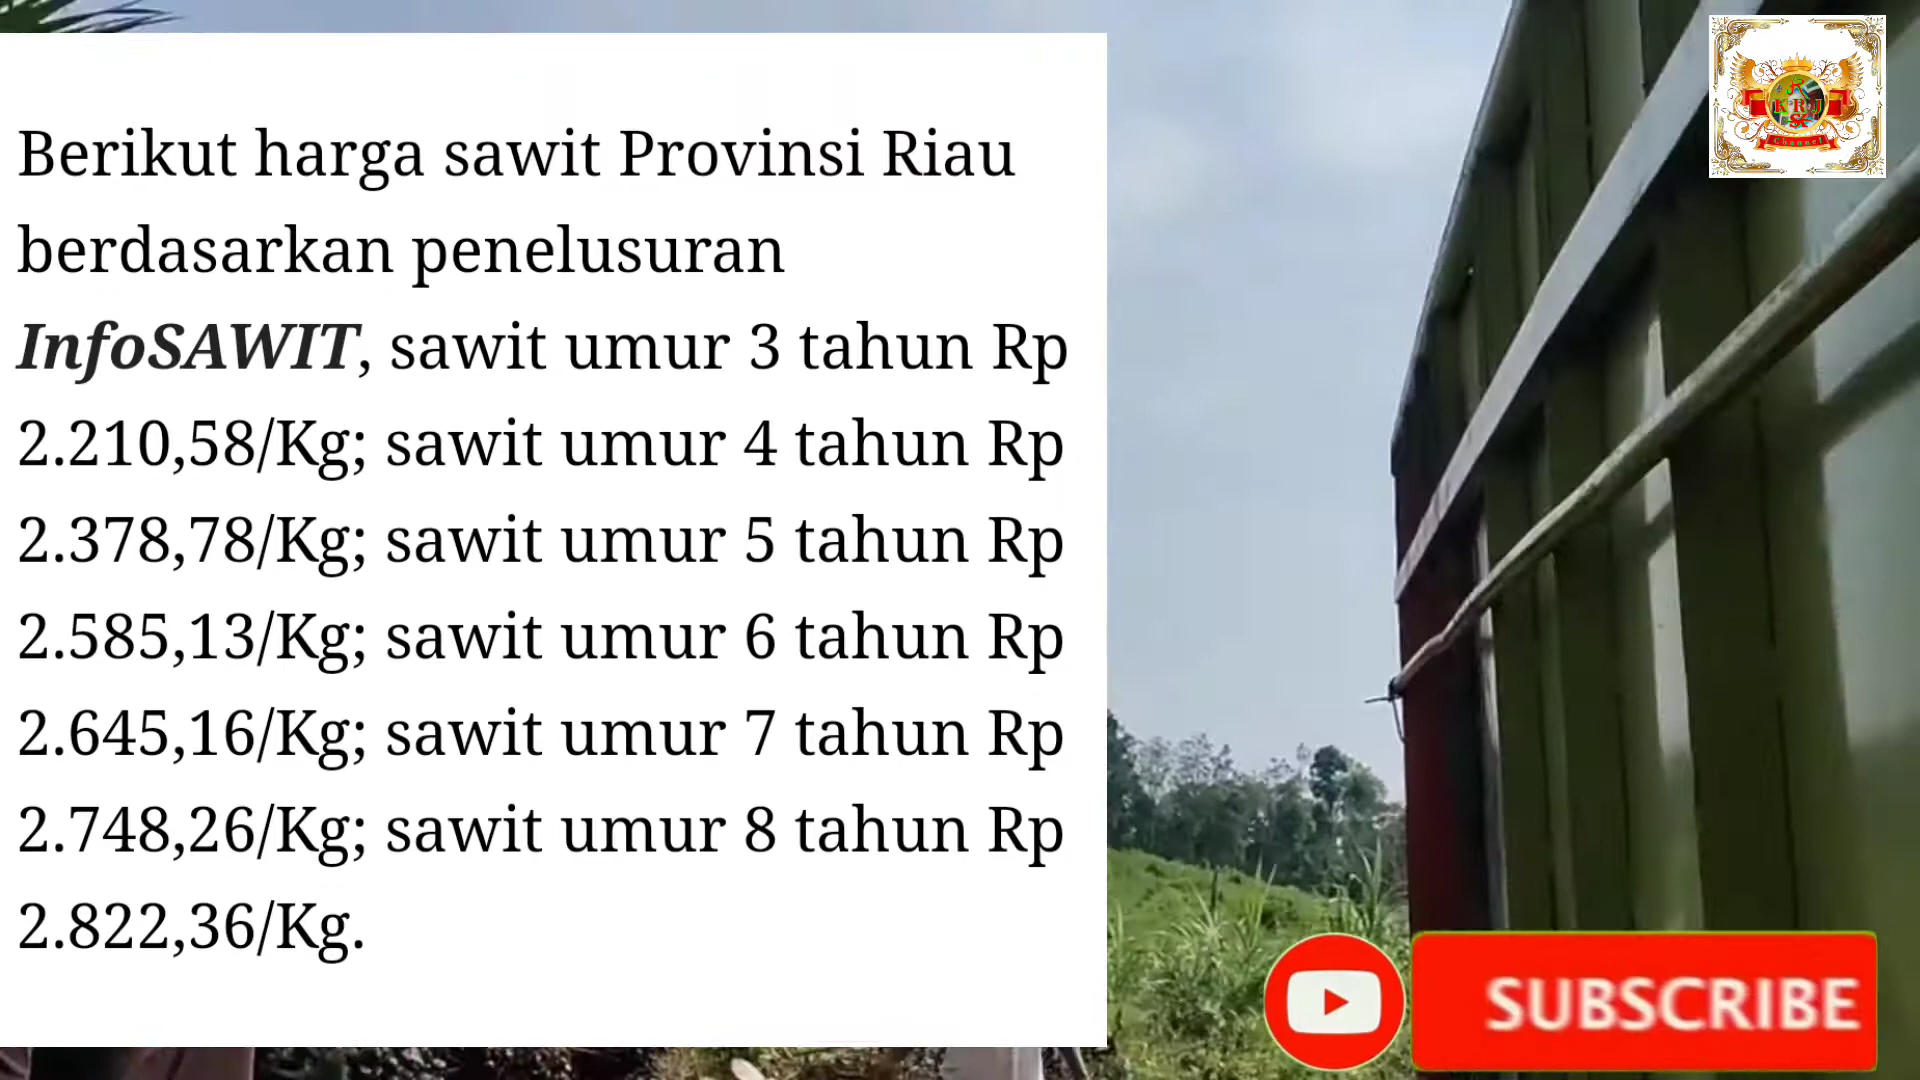 Berikut harga sawit Provinsi Riau
berdasarkan penelusuran
InfoSAWIT, sawit umur 3 tahun Rp
2.210,58/Kg; sawit umur 4 tahun Rp
2.378,78/Kg; sawit umur 5 tahun Rp
2.585,13/Kg; sawit umur 6 tahun Rp
2.645,16/Kg; sawit umur 7 tahun Rp
2.748,26/Kg; sawit umur 8 tahun Rp
2.822,36/Kg.
Channel
SUBSCRIBE